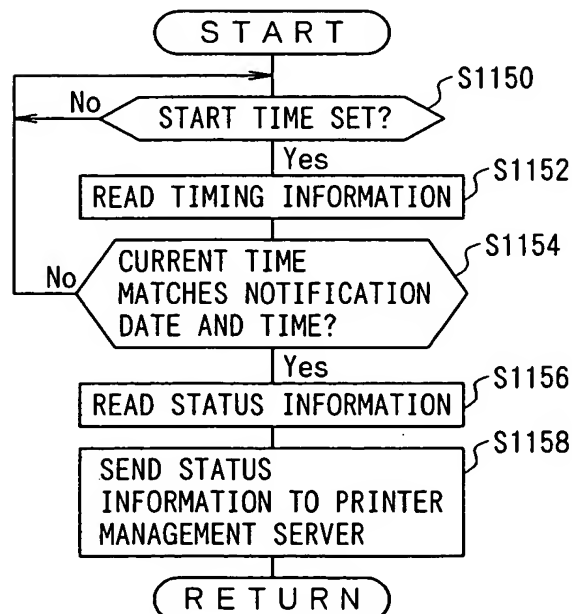 START
S1150
No
START TIME SET?
Yes
S1152
READ TIMING INFORMATION
S1154
No
CURRENT TIME
MATCHES NOTIFICATION
DATE AND TIME?
Yes
S1156
READ STATUS INFORMATION
S1158
SEND STATUS
INFORMATION TO PRINTER
MANAGEMENT SERVER
RETURN